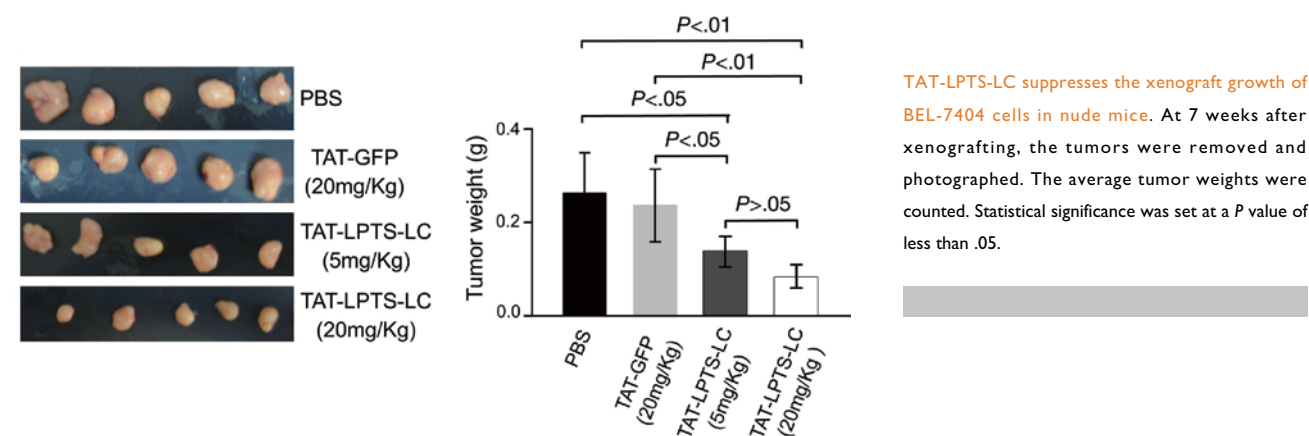 PBS
TAT-GFP
(20mg/Kg)
TAT-LPTS-LC
(5mg/Kg)
TAT-LPTS-LC
(20mg/Kg)
P<.01
P<.01
P<.05
P<.05
P>.05
Tumor weight (g)
0.4
0.2
0.0
PBS
TAT-GFP
(20mg/Kg)
TAT-LPTS-LC
(5mg/Kg)
TAT-LPTS-LC
(20mg/Kg )
TAT-LPTS-LC suppresses the xenograft growth of
BEL-7404 cells in nude mice. At 7 weeks after
xenografting, the tumors were removed and
photographed. The average tumor weights were
counted. Statistical significance was set at a P value of
less than .05.